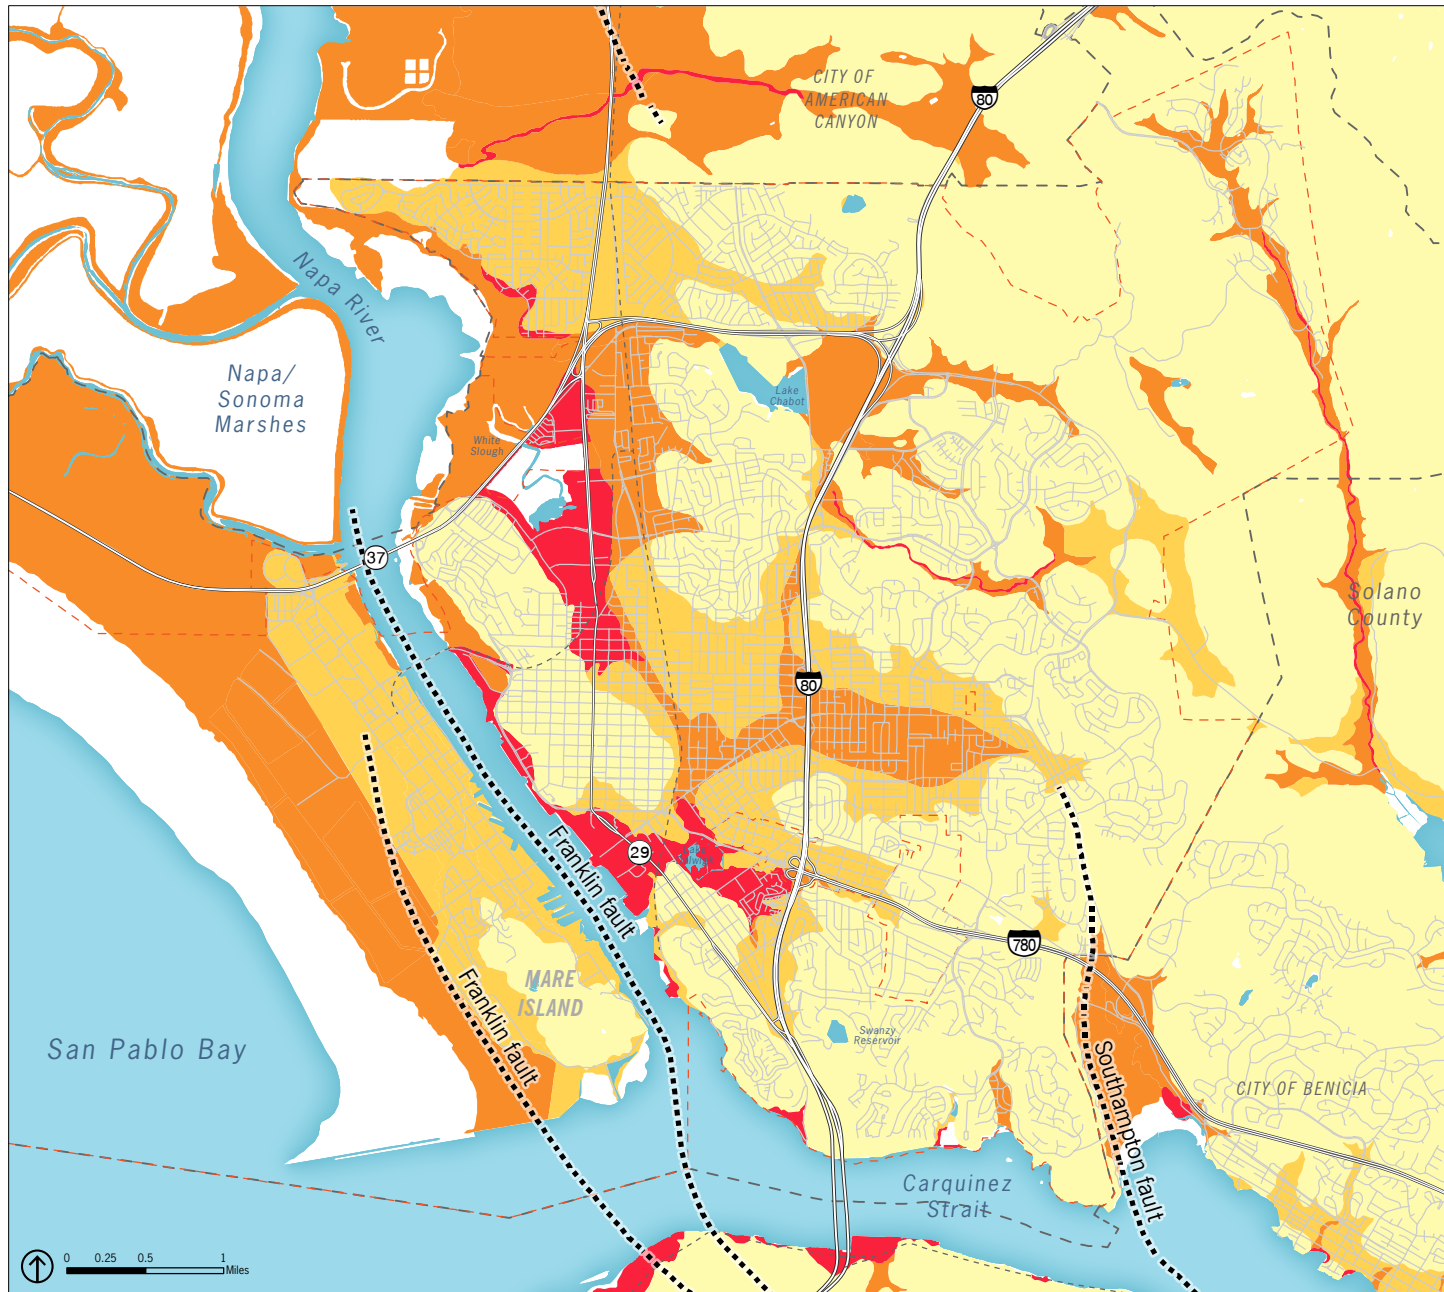 CITY OF
AMERICAN
CANYON
80
Napa River
Napa/
Sonoma
Marshes
Lake
Chabot
White
Slough
37
Solano
County
80
29
Franklin fault
780
MARE
ISLAND
Franklin fault
San Pablo Bay
Swanzy
Reservoir
Southampton fault
CITY OF BENICIA
Carquinez
Strait
0 0.25 0.5 1
Miles